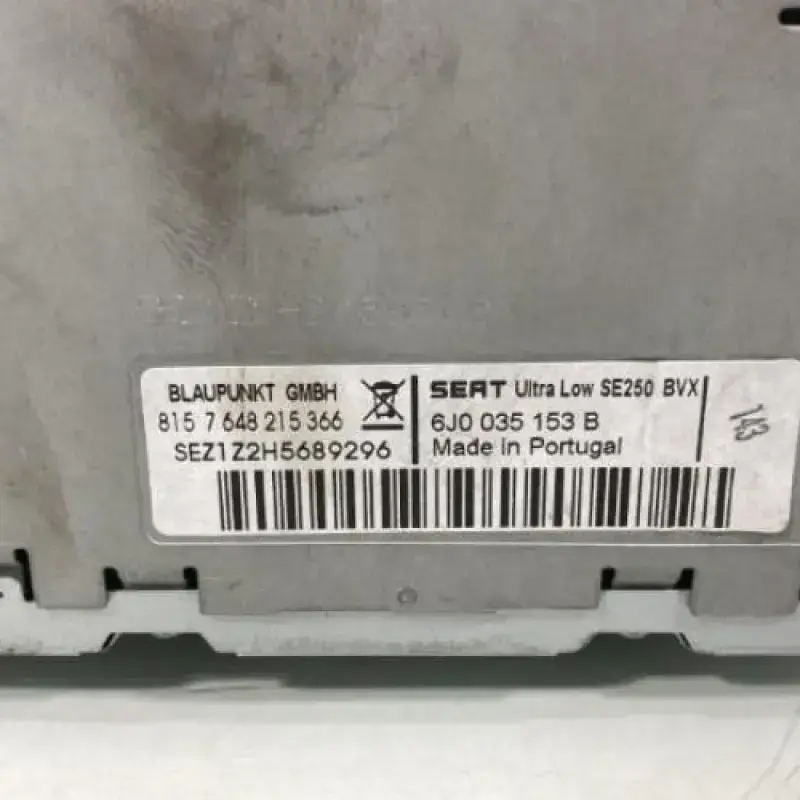 BLAUPUNKT GMBH
815 7 648 215 366
SEZ1Z2H5689296
SEAT Ultra Low SE250 BVX
6J0 035 153 B
Made in Portugal
143